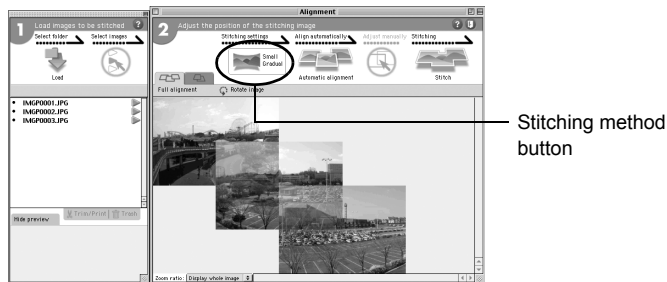 1 Load images to be stitched ?
Select folder Select images
Load
• IMGP0001.JPG
• IMGP0002.JPG
• IMGP0003.JPG
Hide preview Trim/Print Trash
Alignment
2 Adjust the position of the stitching image ?
Stitching settings Align automatically Adjust manually Stitching
Small
Gradual
Automatic alignment Stitch
Full alignment Rotate image
Zoom ratio: Display whole image
Stitching method
button